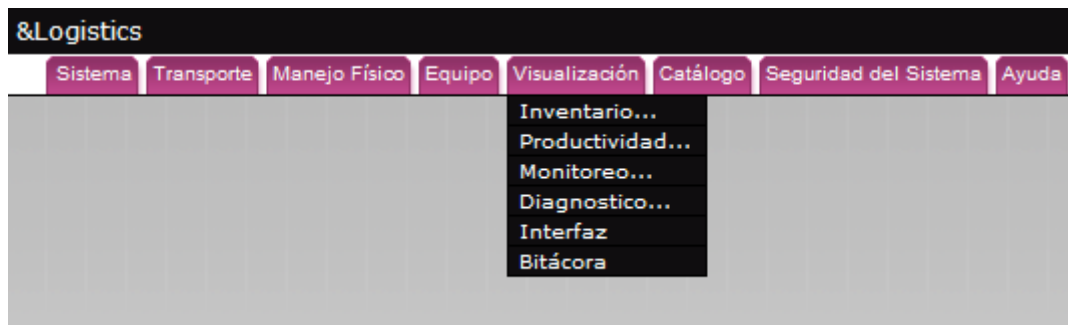 &Logistics
Sistema Transporte Manejo Físico Equipo Visualización Catálogo Seguridad del Sistema Ayuda
Inventario...
Productividad...
Monitoreo...
Diagnostico...
Interfaz
Bitácora